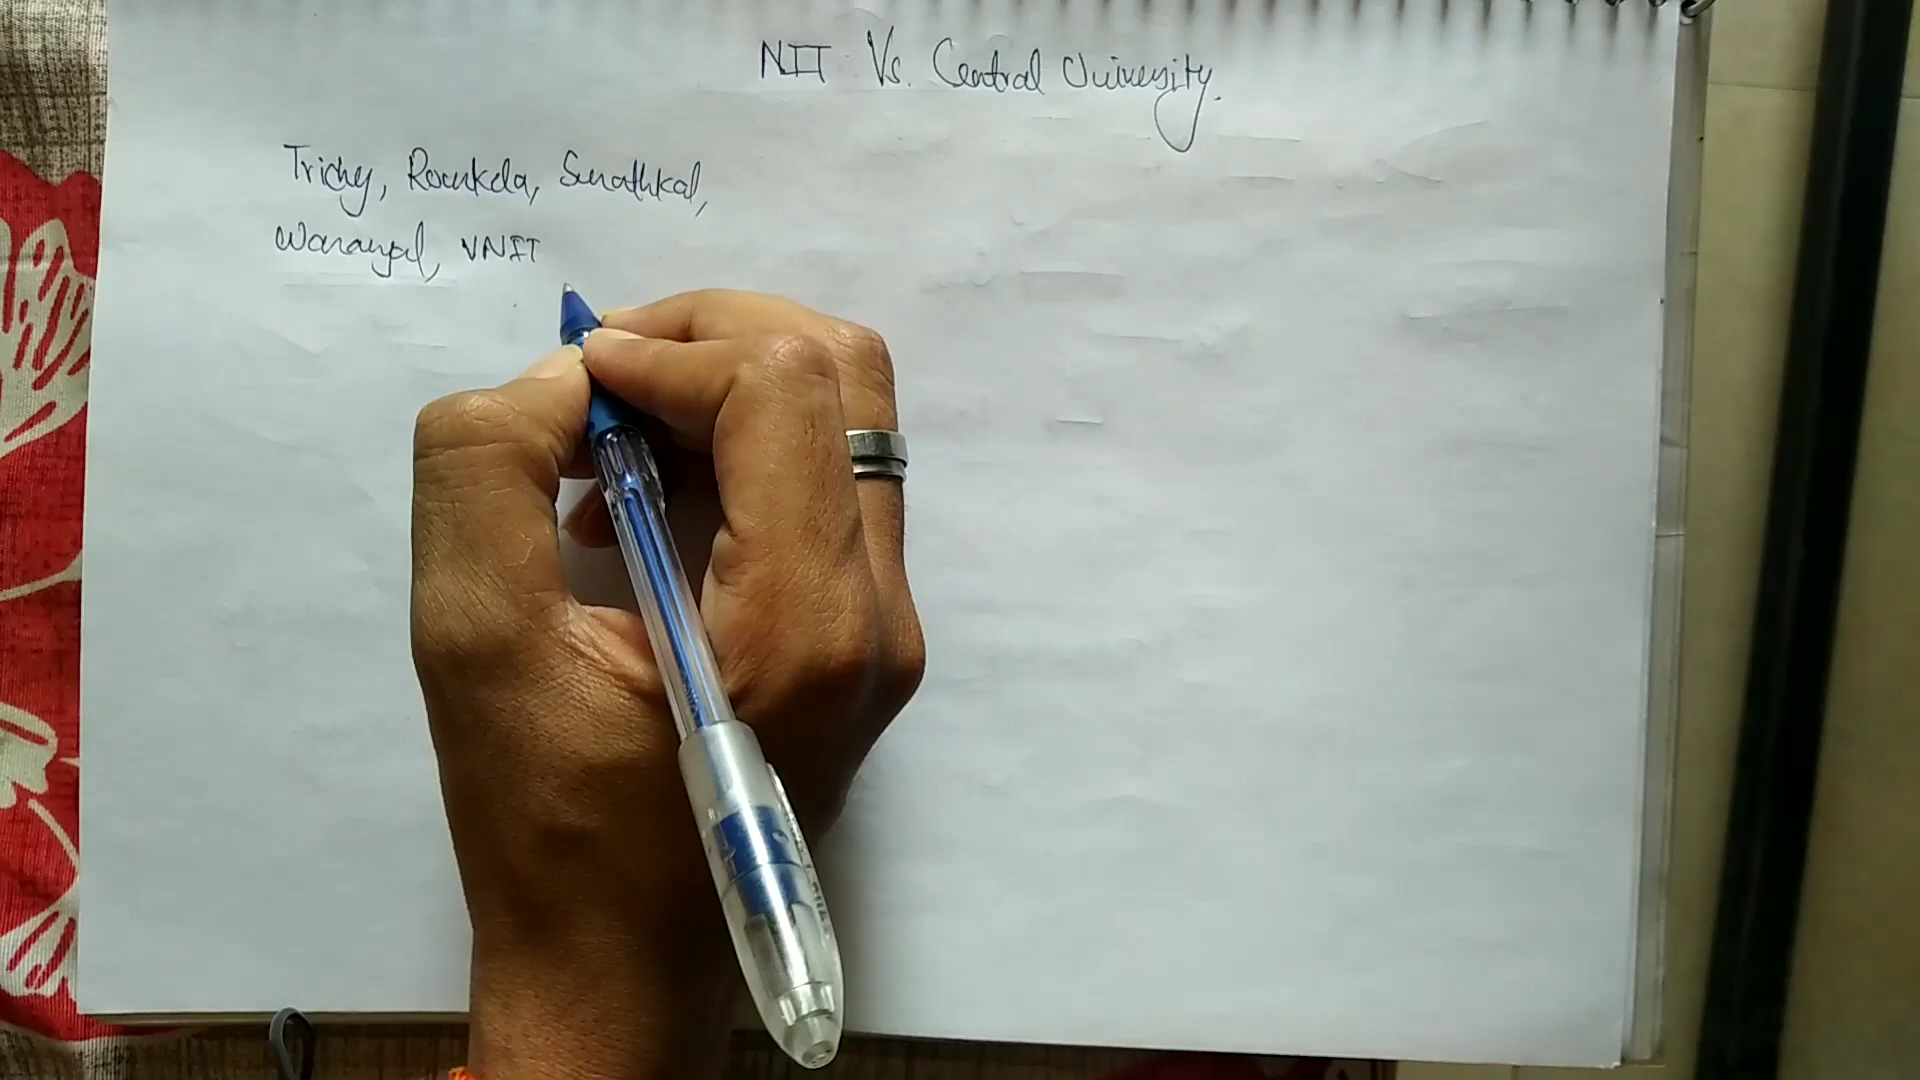 NIT Vs. Central University.
Trichy, Rourkela, Surathkal,
Warangal, VNIT